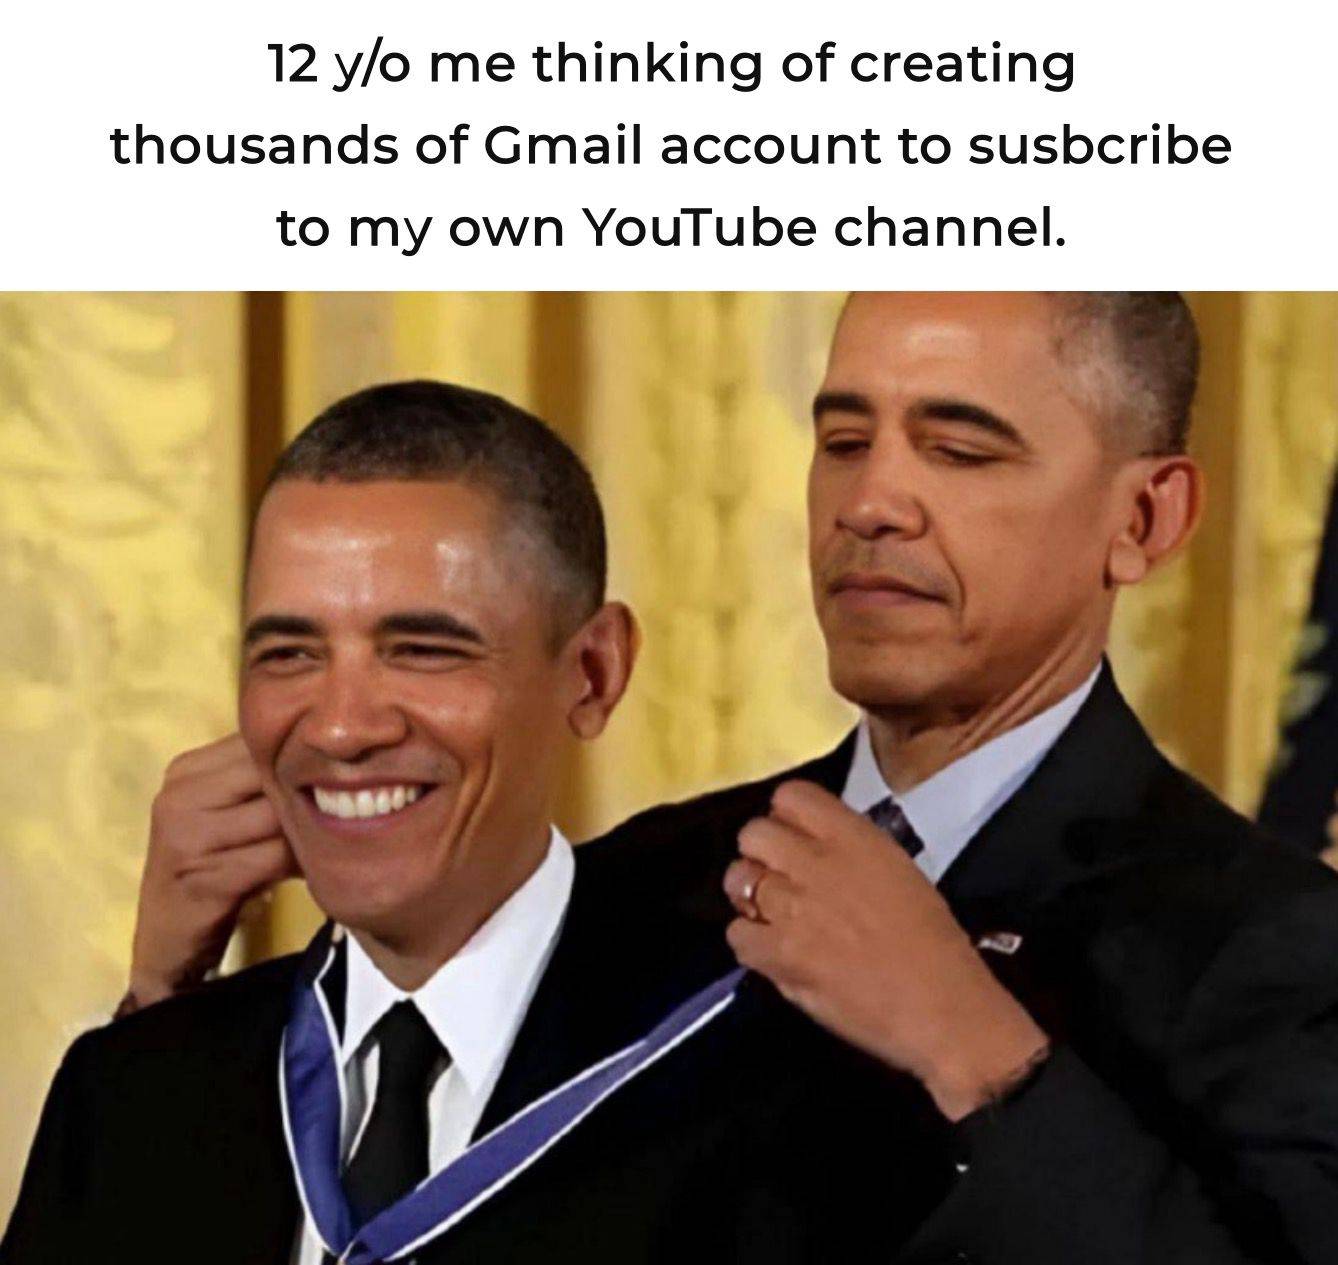 12 y/o me thinking of creating
thousands of Gmail account to susbcribe
to my own YouTube channel.